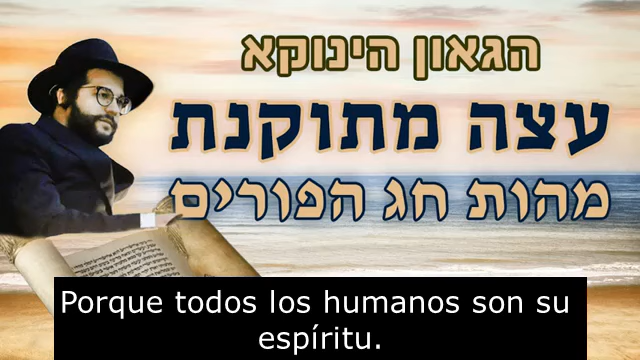 הגאון הינוקא
עצה מתוקנת
מהות חג הפורים
Porque todos los humanos son su
espíritu.